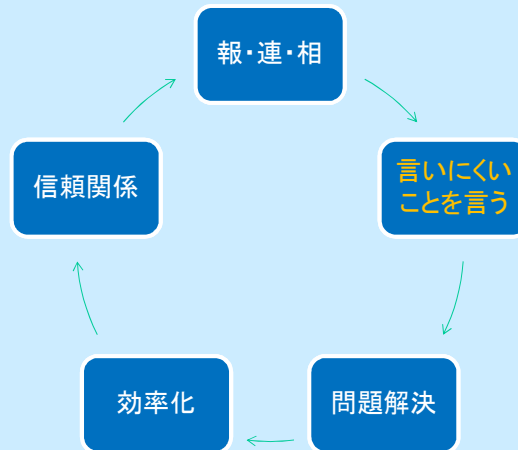 報・連・相
言いにくい
ことを言う
信頼関係
効率化
問題解決